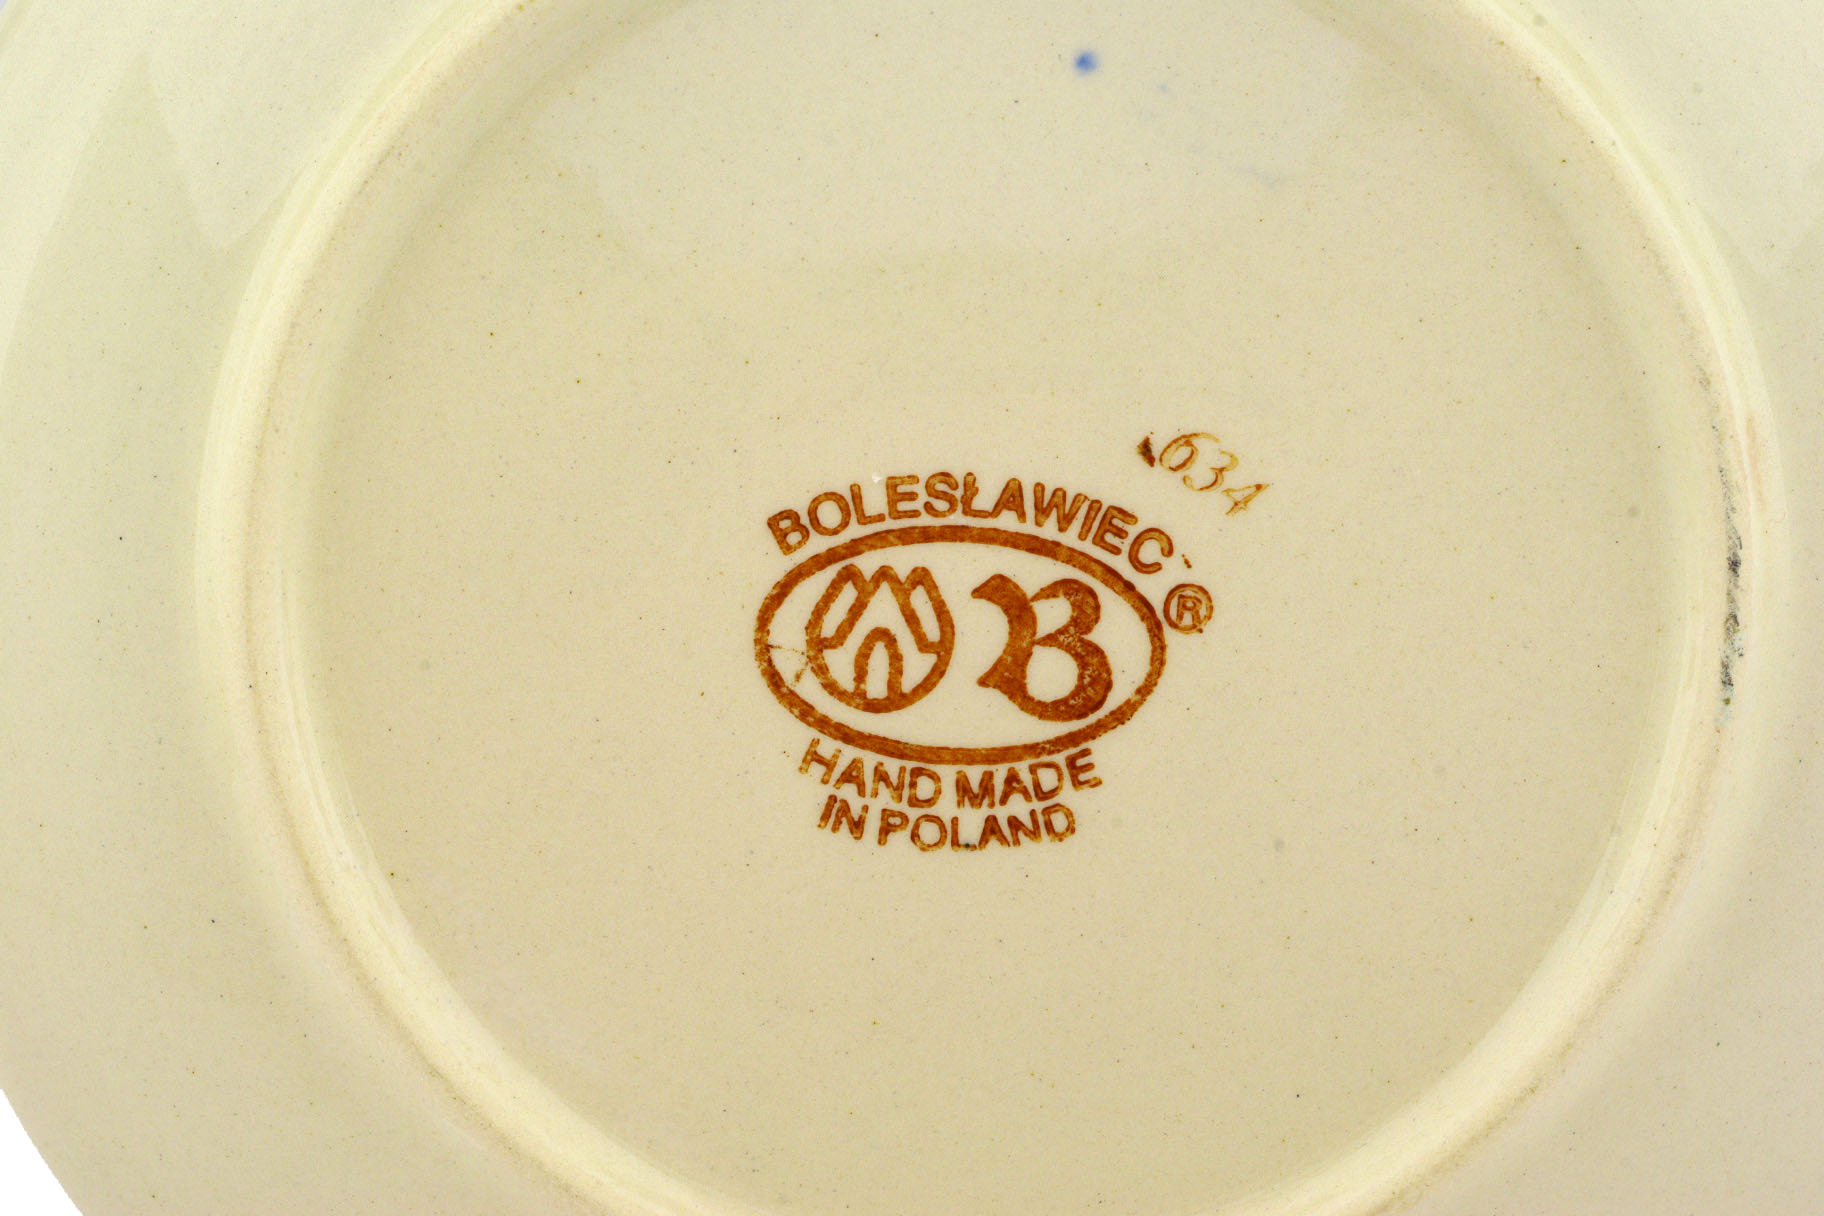 634
BOLESŁAWIEC ®
B
HAND MADE
IN POLAND